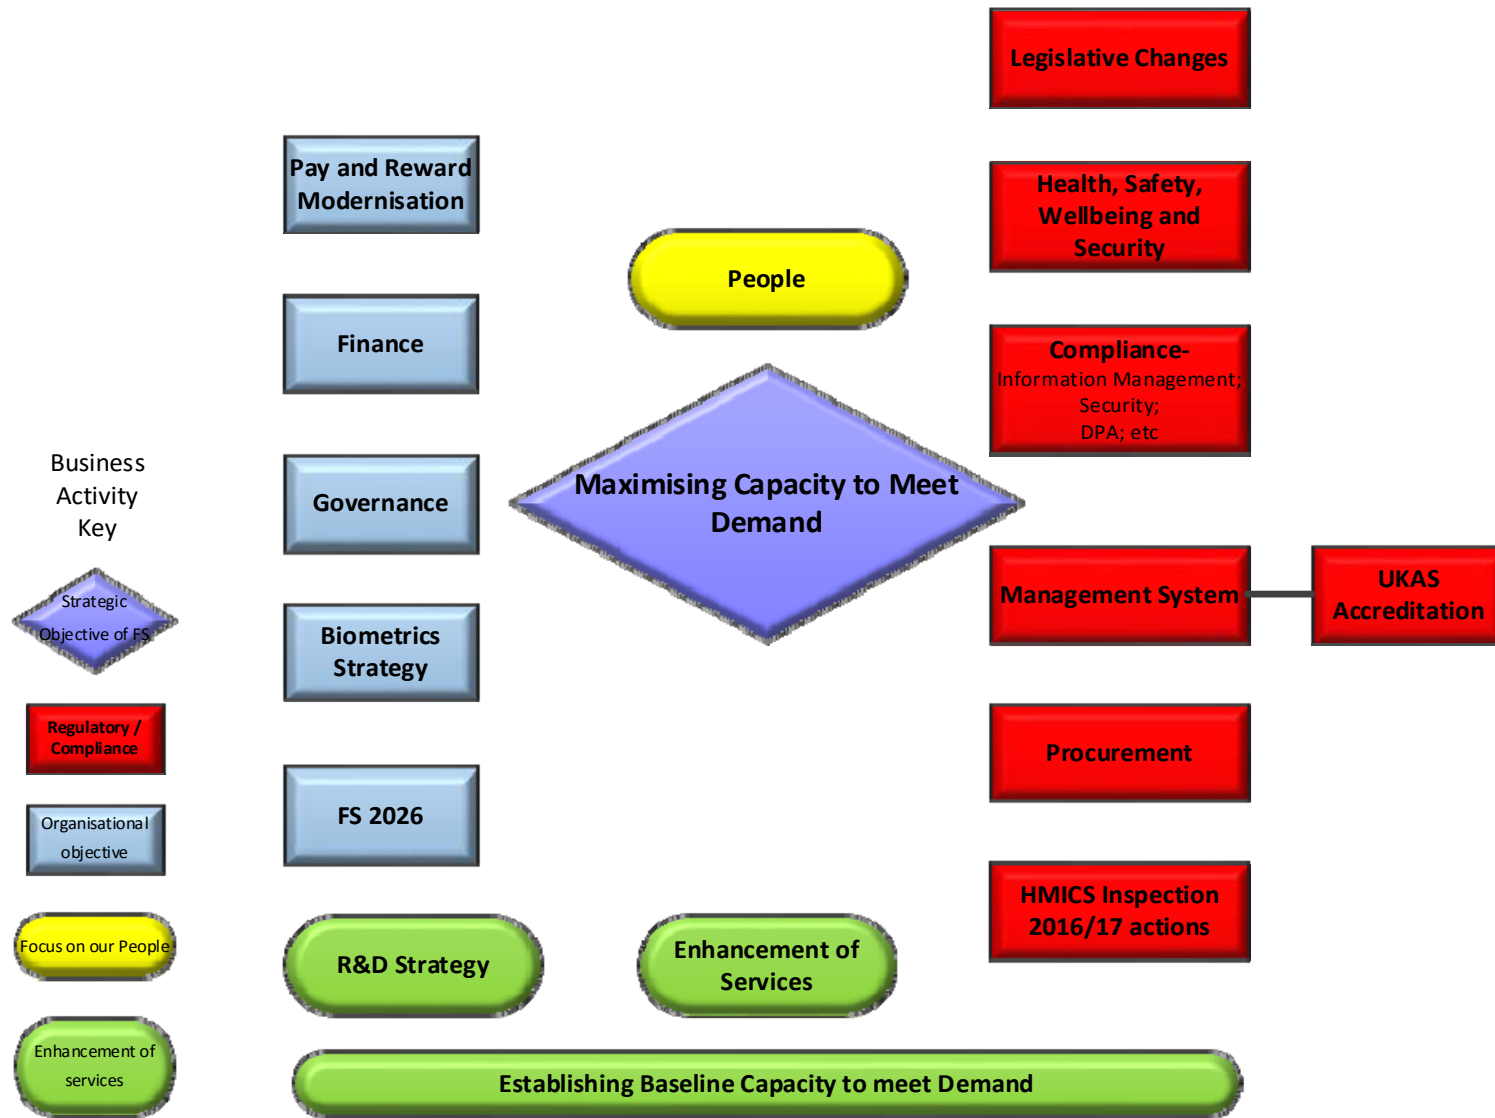 Legislative Changes
Pay and Reward
Modernisation
Health, Safety,
Wellbeing and
Security
People
Finance
Compliance-
Information Management;
Security;
DPA; etc
Business
Activity
Key
Governance
Maximising Capacity to Meet
Demand
Strategic
Objective of FS
Biometrics
Strategy
Management System
UKAS
Accreditation
Regulatory /
Compliance
Procurement
Organisational
objective
FS 2026
HMICS Inspection
2016/17 actions
Focus on our People
R&D Strategy
Enhancement of
Services
Enhancement of
services
Establishing Baseline Capacity to meet Demand